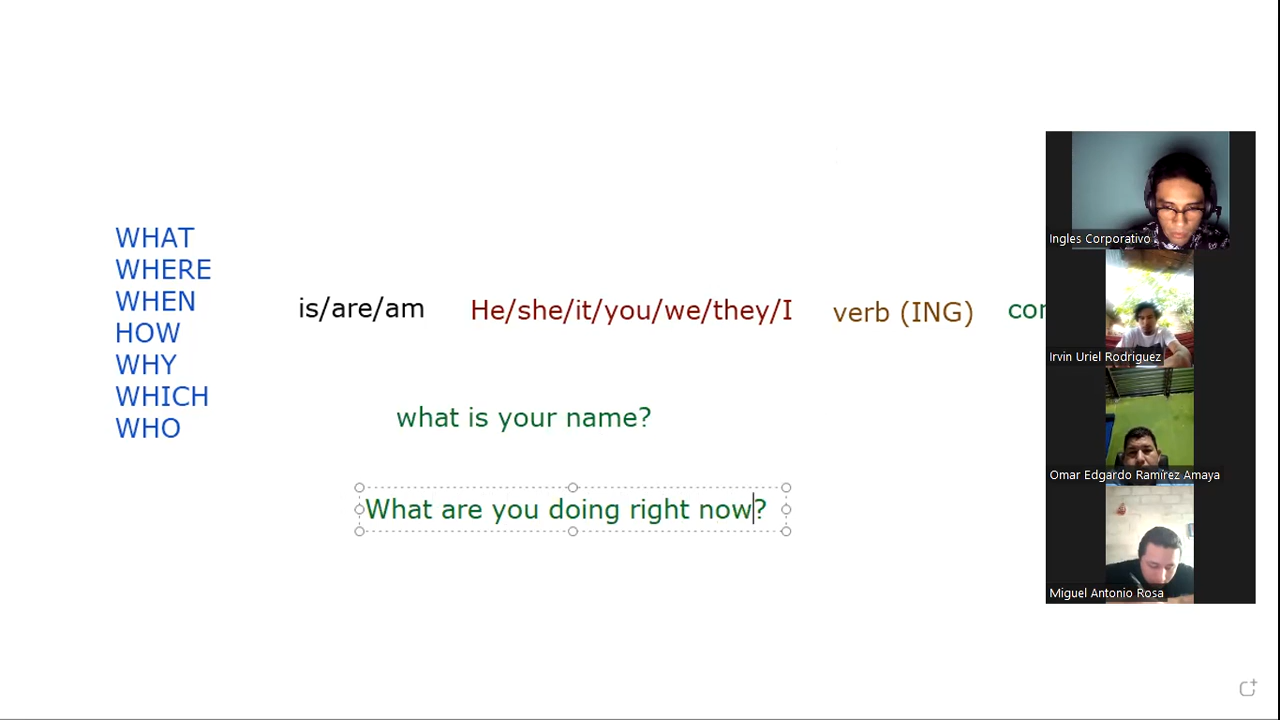 WHAT
WHERE
WHEN
HOW
WHY
WHICH
WHO
is/are/am
He/she/it/you/we/they/I
verb (ING)
what is your name?
What are you doing right now?
Ingles Corporativo
Irvin Uriel Rodriguez
Omar Edgardo Ramírez Amaya
Miguel Antonio Rosa